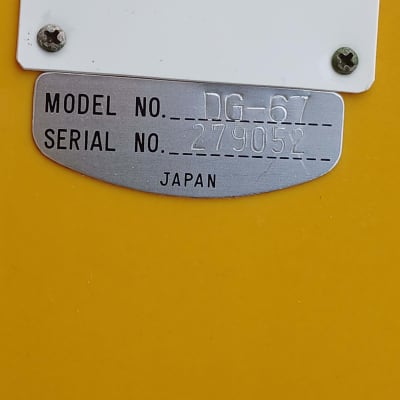 MODEL NO. DG-67
SERIAL NO. 279052
JAPAN